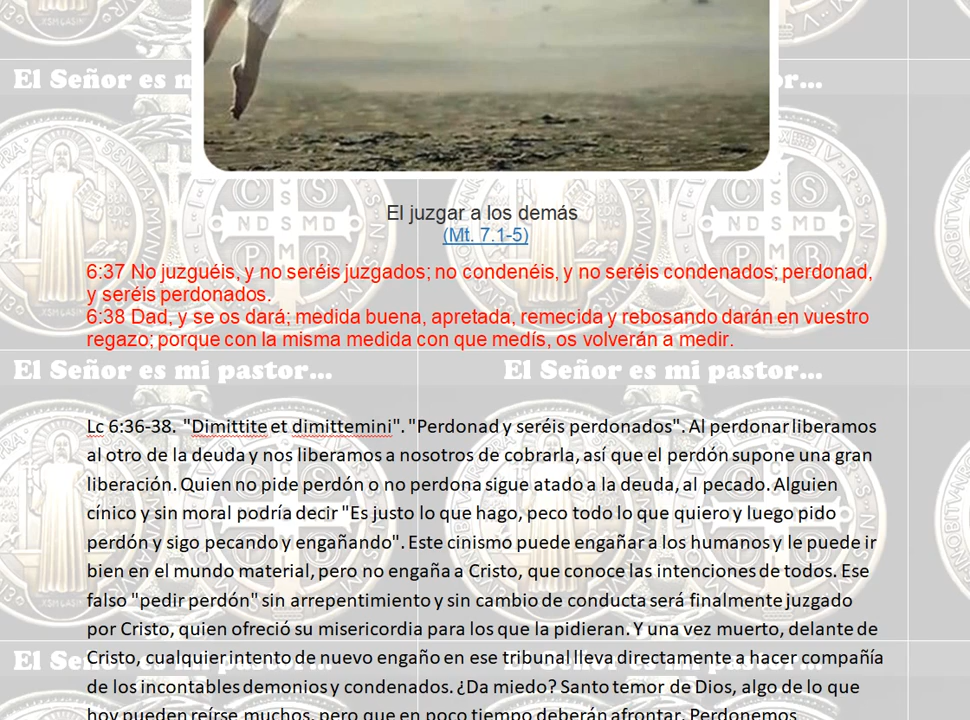 El Señor es m
or...
El juzgar a los demás
(Mt. 7.1-5)
6:37 No juzguéis, y no seréis juzgados; no condenéis, y no seréis condenados; perdonad,
y seréis perdonados.
6:38 Dad, y se os dará; medida buena, apretada, remecida y rebosando darán en vuestro
regazo; porque con la misma medida con que medís, os volverán a medir.
El Señor es mi pastor... El Señor es mi pastor...
Lc 6:36-38. "Dimittite et dimittemini". "Perdonad y seréis perdonados". Al perdonar liberamos
al otro de la deuda y nos liberamos a nosotros de cobrarla, así que el perdón supone una gran
liberación. Quien no pide perdón o no perdona sigue atado a la deuda, al pecado. Alguien
cínico y sin moral podría decir "Es justo lo que hago, peco todo lo que quiero y luego pido
perdón y sigo pecando y engañando". Este cinismo puede engañar a los humanos y le puede ir
bien en el mundo material, pero no engaña a Cristo, que conoce las intenciones de todos. Ese
falso "pedir perdón" sin arrepentimiento y sin cambio de conducta será finalmente juzgado
por Cristo, quien ofreció su misericordia para los que la pidieran. Y una vez muerto, delante de
Cristo, cualquier intento de nuevo engaño en ese tribunal lleva directamente a hacer compañía
El Señor es mi pastor... El Señor es mi pastor...
de los incontables demonios y condenados. ¿Da miedo? Santo temor de Dios, algo de lo que
hoy pueden reírse muchos, pero que en poco tiempo deberán afrontar. Perdonemos